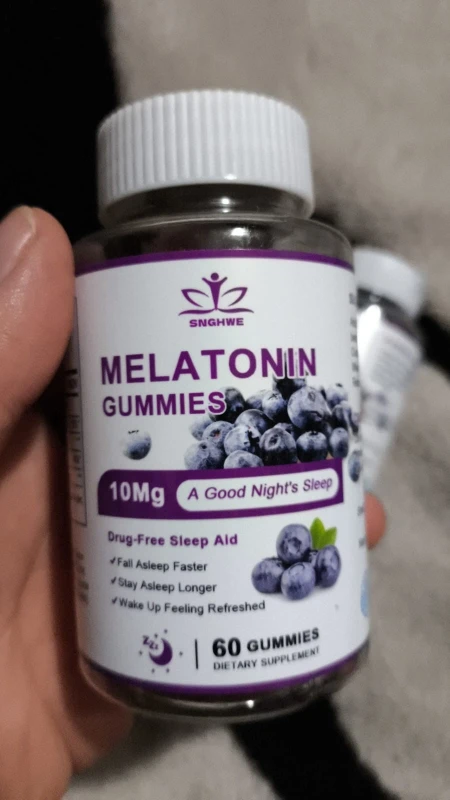 SNGHWE
MELATONIN
GUMMIES
10Mg A Good Night's Sleep
Drug-Free Sleep Aid
✓Fall Asleep Faster
✓Stay Asleep Longer
✓Wake Up Feeling Refreshed
ZZz
60 GUMMIES
DIETARY SUPPLEMENT